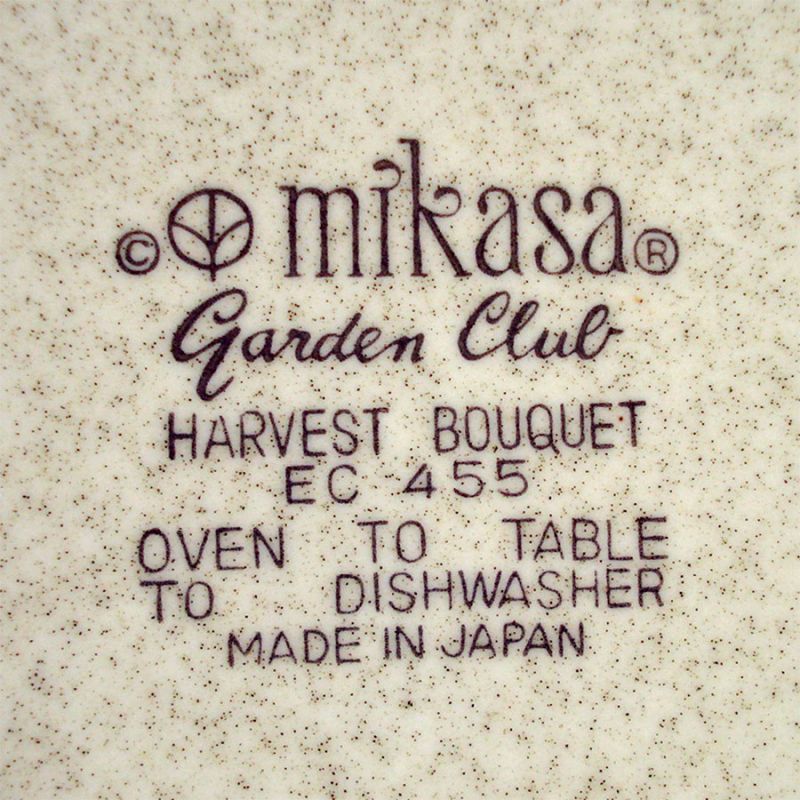 © mikasa ®
Garden Club
HARVEST BOUQUET
EC 455
OVEN TO TABLE
TO DISHWASHER
MADE IN JAPAN